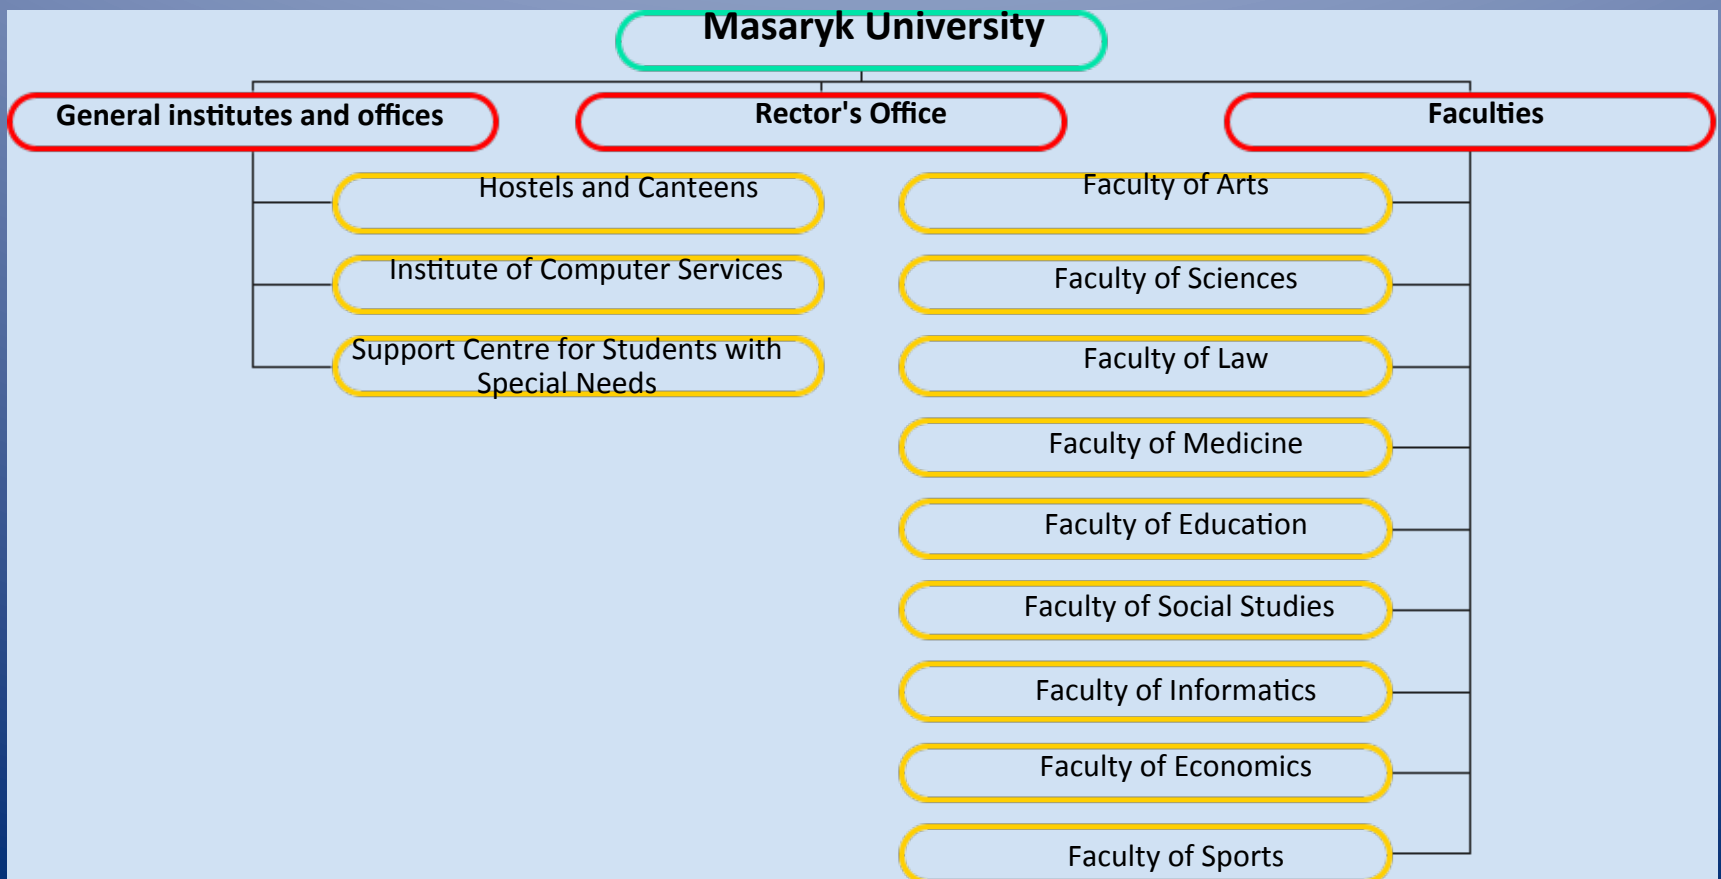 Masaryk University
General institutes and offices
Rector's Office
Faculties
Hostels and Canteens
Institute of Computer Services
Support Centre for Students with
Special Needs
Faculty of Arts
Faculty of Sciences
Faculty of Law
Faculty of Medicine
Faculty of Education
Faculty of Social Studies
Faculty of Informatics
Faculty of Economics
Faculty of Sports